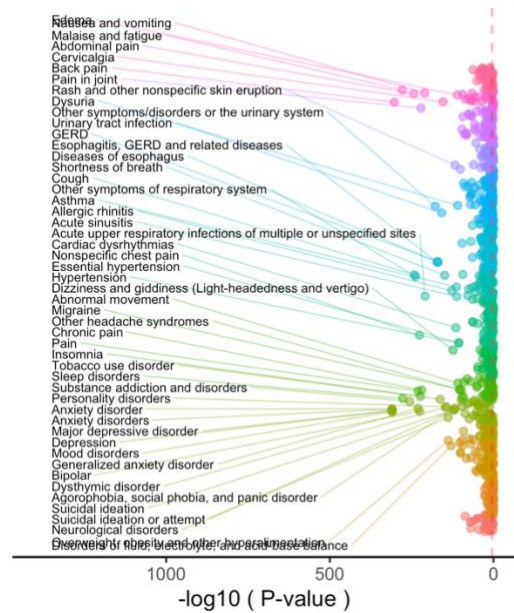 Edema
Nausea and vomiting
Malaise and fatigue
Abdominal pain
Cervicalgia
Back pain
Pain in joint
Rash and other nonspecific skin eruption
Dysuria
Other symptoms/disorders or the urinary system
Urinary tract infection
GERD
Esophagitis, GERD and related diseases
Diseases of esophagus
Shortness of breath
Cough
Other symptoms of respiratory system
Asthma
Allergic rhinitis
Acute sinusitis
Acute upper respiratory infections of multiple or unspecified sites
Cardiac dysrhythmias
Nonspecific chest pain
Essential hypertension
Hypertension
Dizziness and giddiness (Light-headedness and vertigo)
Abnormal movement
Migraine
Other headache syndromes
Chronic pain
Pain
Insomnia
Tobacco use disorder
Sleep disorders
Substance addiction and disorders
Personality disorders
Anxiety disorder
Anxiety disorders
Major depressive disorder
Depression
Mood disorders
Generalized anxiety disorder
Bipolar
Dysthymic disorder
Agorophobia, social phobia, and panic disorder
Suicidal ideation
Suicidal ideation or attempt
Neurological disorders
Overweight, obesity and other hyperalimentation
Disorders of fluid, electrolyte, and acid-base balance
1000 500 0
-log10 ( P-value )